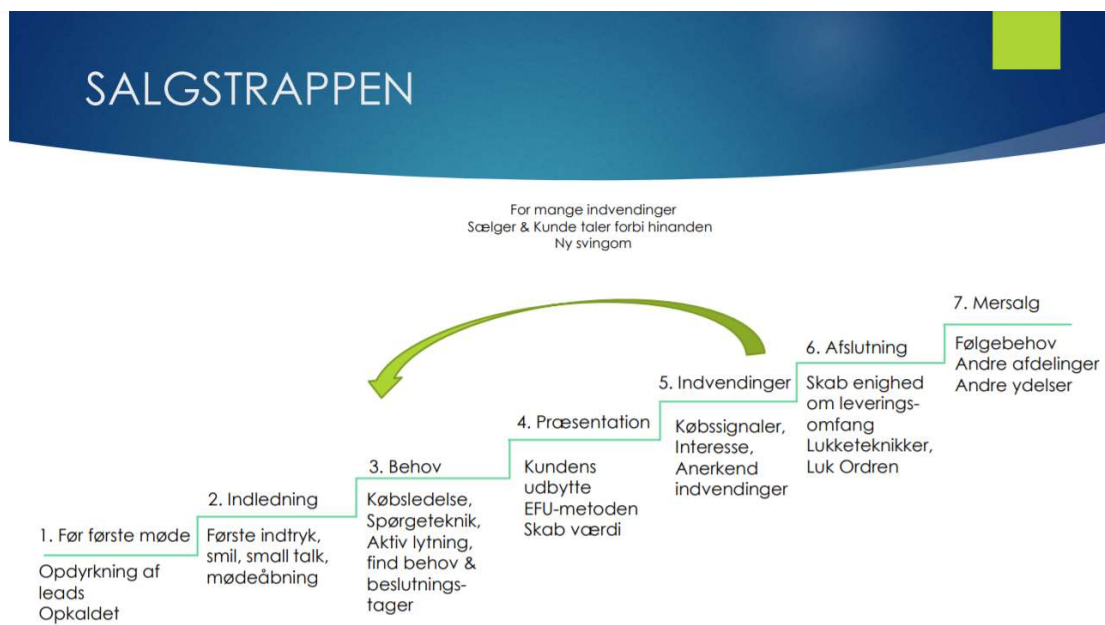 SALGSTRAPPEN
For mange indvendinger
Sælger & Kunde taler forbi hinanden
Ny svingom
1. Før første møde
Opdyrkning af
leads
Opkaldet
2. Indledning
Første indtryk,
smil, small talk,
mødeåbning
3. Behov
Købsledelse,
Spørgeteknik,
Aktiv lytning,
find behov &
beslutnings-
tager
4. Præsentation
Kundens
udbytte
EFU-metoden
Skab værdi
5. Indvendinger
Købssignaler,
Interesse,
Anerkend
indvendinger
6. Afslutning
Skab enighed
om leverings-
omfang
Lukketeknikker,
Luk Ordren
7. Mersalg
Følgebehov
Andre afdelinger
Andre ydelser